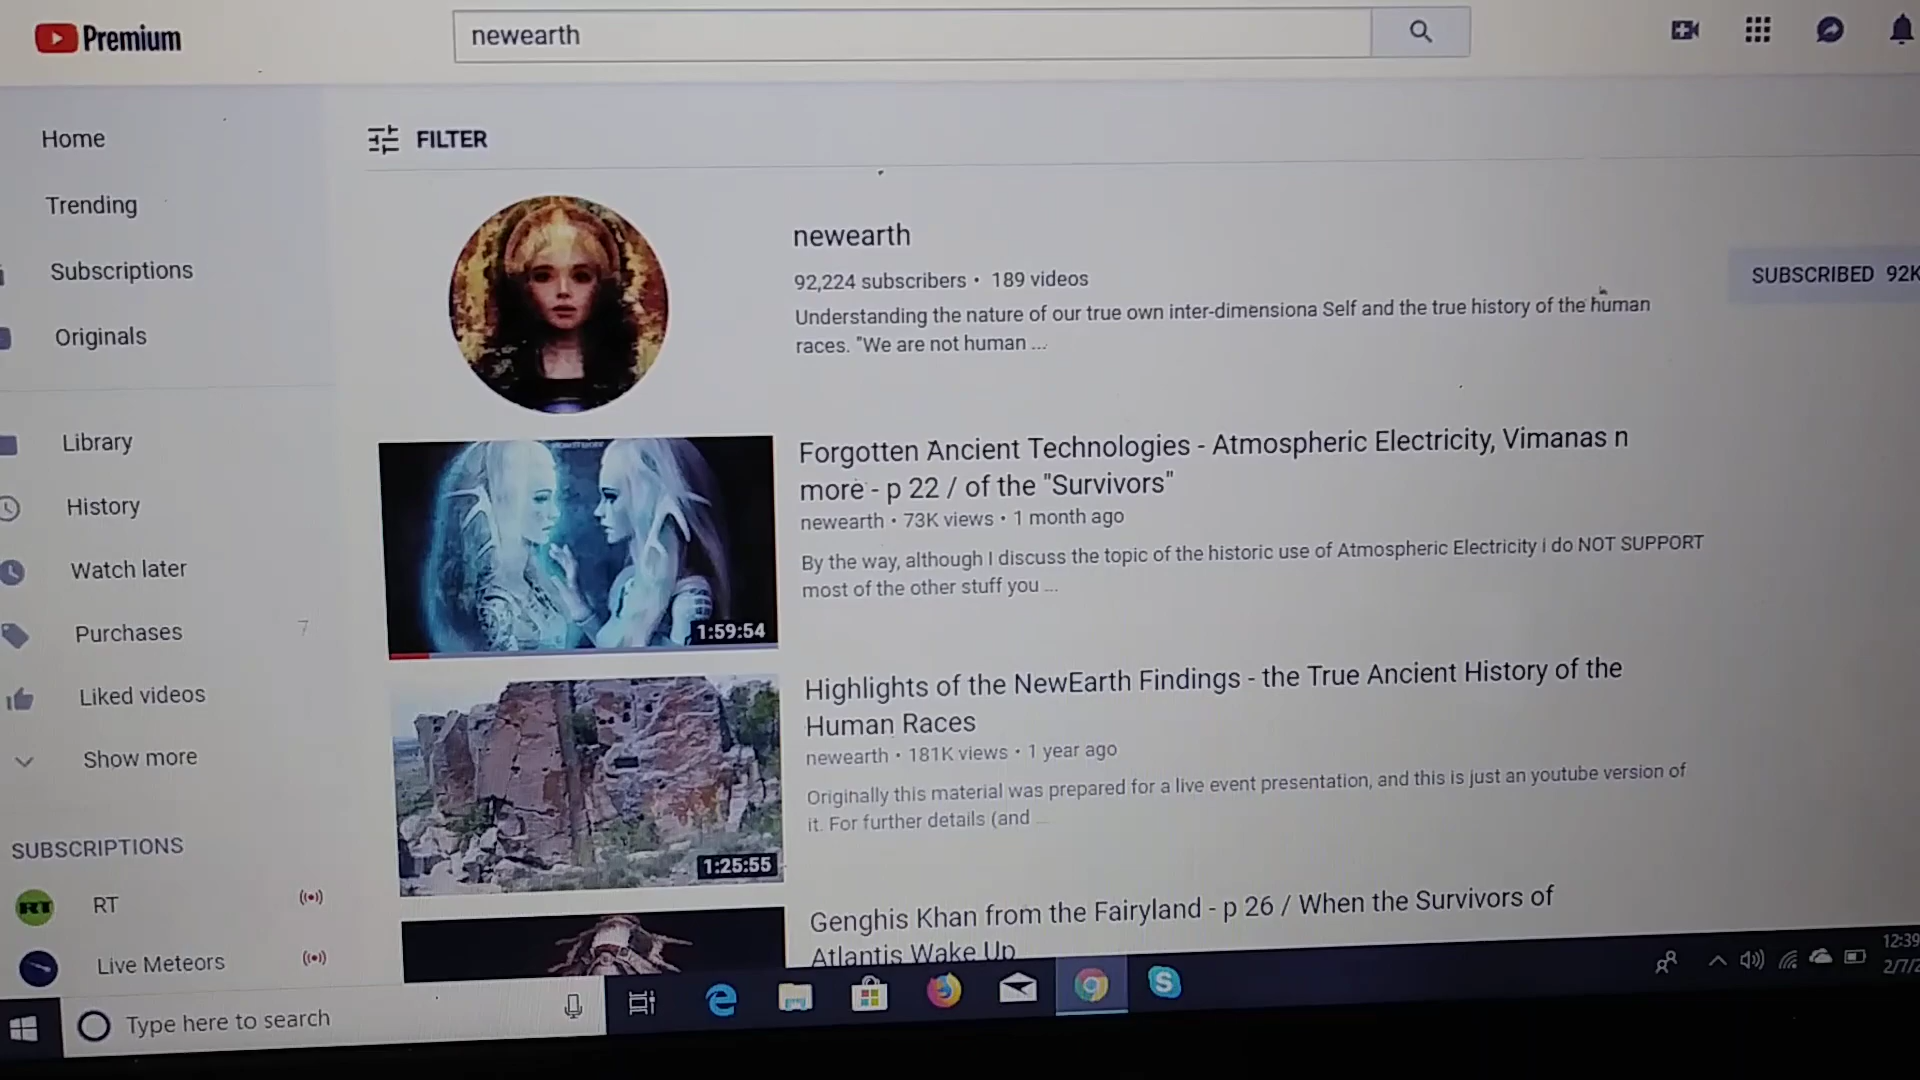 Premium
newearth
Home
Trending
Subscriptions
Originals
Library
History
Watch later
Purchases
7
Liked videos
Show more
SUBSCRIPTIONS
RT
RT
Live Meteors
FILTER
newearth
92,224 subscribers • 189 videos
Understanding the nature of our true own inter-dimensiona Self and the true history of the human
races. "We are not human ...
SUBSCRIBED 92K
1:59:54
Forgotten Ancient Technologies - Atmospheric Electricity, Vimanas n
more - p 22 / of the "Survivors"
newearth • 73K views • 1 month ago
By the way, although I discuss the topic of the historic use of Atmospheric Electricity i do NOT SUPPORT
most of the other stuff you ...
1:25:55
Highlights of the NewEarth Findings - the True Ancient History of the
Human Races
newearth • 181K views • 1 year ago
Originally this material was prepared for a live event presentation, and this is just an youtube version of
it. For further details (and ...
Genghis Khan from the Fairyland - p 26 / When the Survivors of
Atlantis Wake Up
Type here to search
12:39
2/7/2